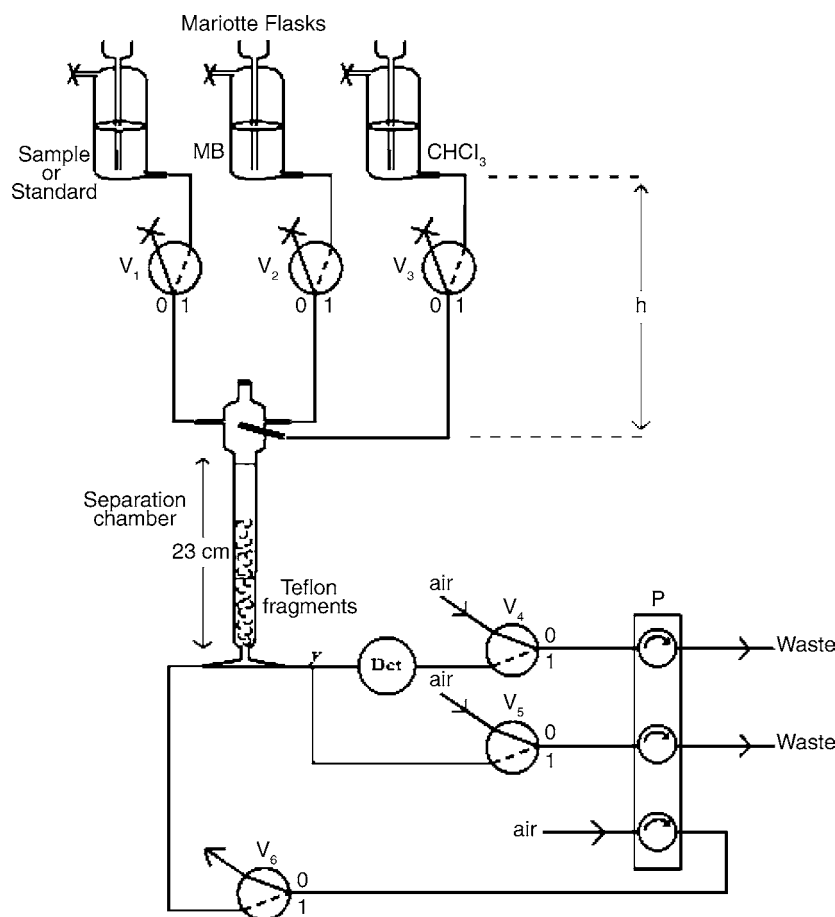 Mariotte Flasks
Sample
or
Standard
MB
CHCl₃
V₁
0 1
V₂
0 1
V₃
0 1
h
Separation
chamber
23 cm
Teflon
fragments
air
V₄
0
1
P
Waste
Det
air
V₅
0
1
Waste
air
V₆
0
1